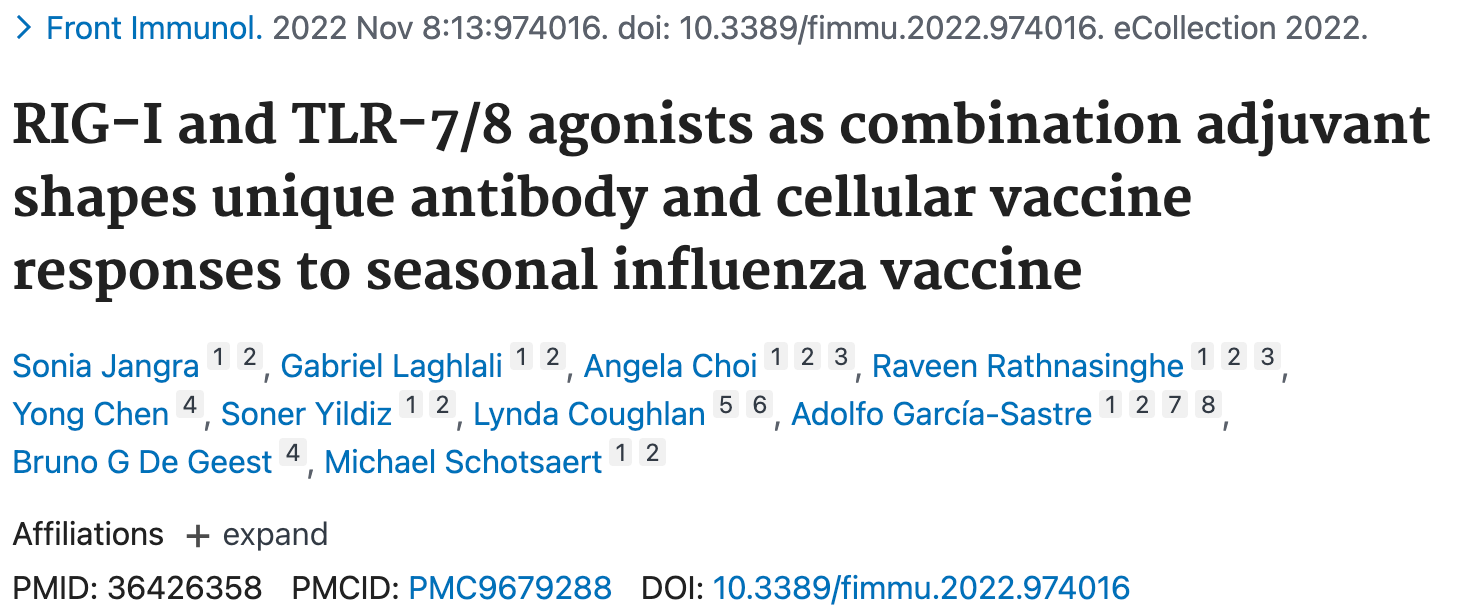 > Front Immunol. 2022 Nov 8:13:974016. doi: 10.3389/fimmu.2022.974016. eCollection 2022.
RIG-I and TLR-7/8 agonists as combination adjuvant
shapes unique antibody and cellular vaccine
responses to seasonal influenza vaccine
Sonia Jangra 1 2, Gabriel Laghlali 1 2, Angela Choi 1 2 3, Raveen Rathnasinghe 1 2 3,
Yong Chen 4, Soner Yildiz 1 2, Lynda Coughlan 5 6, Adolfo García-Sastre 1 2 7 8,
Bruno G De Geest 4, Michael Schotsaert 1 2
Affiliations + expand
PMID: 36426358 PMCID: PMC9679288 DOI: 10.3389/fimmu.2022.974016